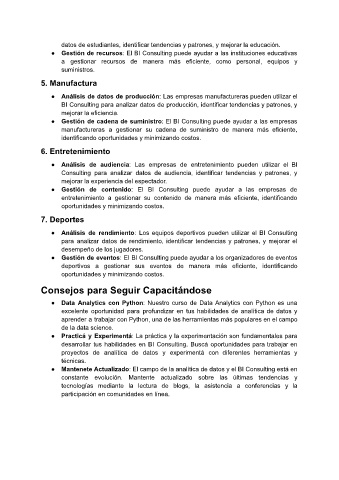 datos de estudiantes, identificar tendencias y patrones, y mejorar la educación.
● Gestión de recursos: El BI Consulting puede ayudar a las instituciones educativas
a gestionar recursos de manera más eficiente, como personal, equipos y
suministros.
5. Manufactura
● Análisis de datos de producción: Las empresas manufactureras pueden utilizar el
BI Consulting para analizar datos de producción, identificar tendencias y patrones, y
mejorar la eficiencia.
● Gestión de cadena de suministro: El BI Consulting puede ayudar a las empresas
manufactureras a gestionar su cadena de suministro de manera más eficiente,
identificando oportunidades y minimizando costos.
6. Entretenimiento
● Análisis de audiencia: Las empresas de entretenimiento pueden utilizar el BI
Consulting para analizar datos de audiencia, identificar tendencias y patrones, y
mejorar la experiencia del espectador.
● Gestión de contenido: El BI Consulting puede ayudar a las empresas de
entretenimiento a gestionar su contenido de manera más eficiente, identificando
oportunidades y minimizando costos.
7. Deportes
● Análisis de rendimiento: Los equipos deportivos pueden utilizar el BI Consulting
para analizar datos de rendimiento, identificar tendencias y patrones, y mejorar el
desempeño de los jugadores.
● Gestión de eventos: El BI Consulting puede ayudar a los organizadores de eventos
deportivos a gestionar sus eventos de manera más eficiente, identificando
oportunidades y minimizando costos.
Consejos para Seguir Capacitándose
● Data Analytics con Python: Nuestro curso de Data Analytics con Python es una
excelente oportunidad para profundizar en tus habilidades de analítica de datos y
aprender a trabajar con Python, una de las herramientas más populares en el campo
de la data science.
● Practicá y Experimentá: La práctica y la experimentación son fundamentales para
desarrollar tus habilidades en BI Consulting. Buscá oportunidades para trabajar en
proyectos de analítica de datos y experimentá con diferentes herramientas y
técnicas.
● Mantenete Actualizado: El campo de la analítica de datos y el BI Consulting está en
constante evolución. Mantente actualizado sobre las últimas tendencias y
tecnologías mediante la lectura de blogs, la asistencia a conferencias y la
participación en comunidades en línea.